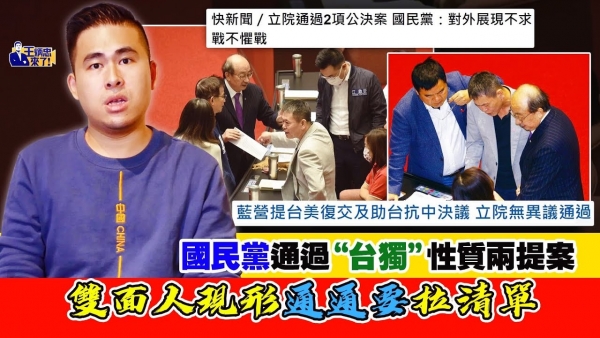 王炳忠
來了!
快新聞/立院通過2項公決案 國民黨:對外展現不求
戰不懼戰
藍營提台美復交及助台抗中決議 立院無異議通過
中國 CHINA
國民黨通過“台獨”性质兩提案
雙面人现形通通要拉清單